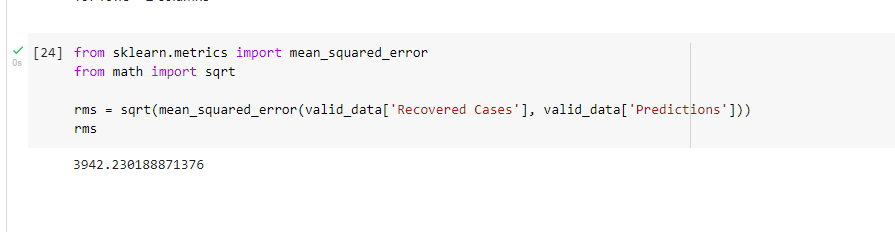 [24] from sklearn.metrics import mean_squared_error
0s
from math import sqrt
rms = sqrt(mean_squared_error(valid_data['Recovered Cases'], valid_data['Predictions']))
rms
3942.230188871376